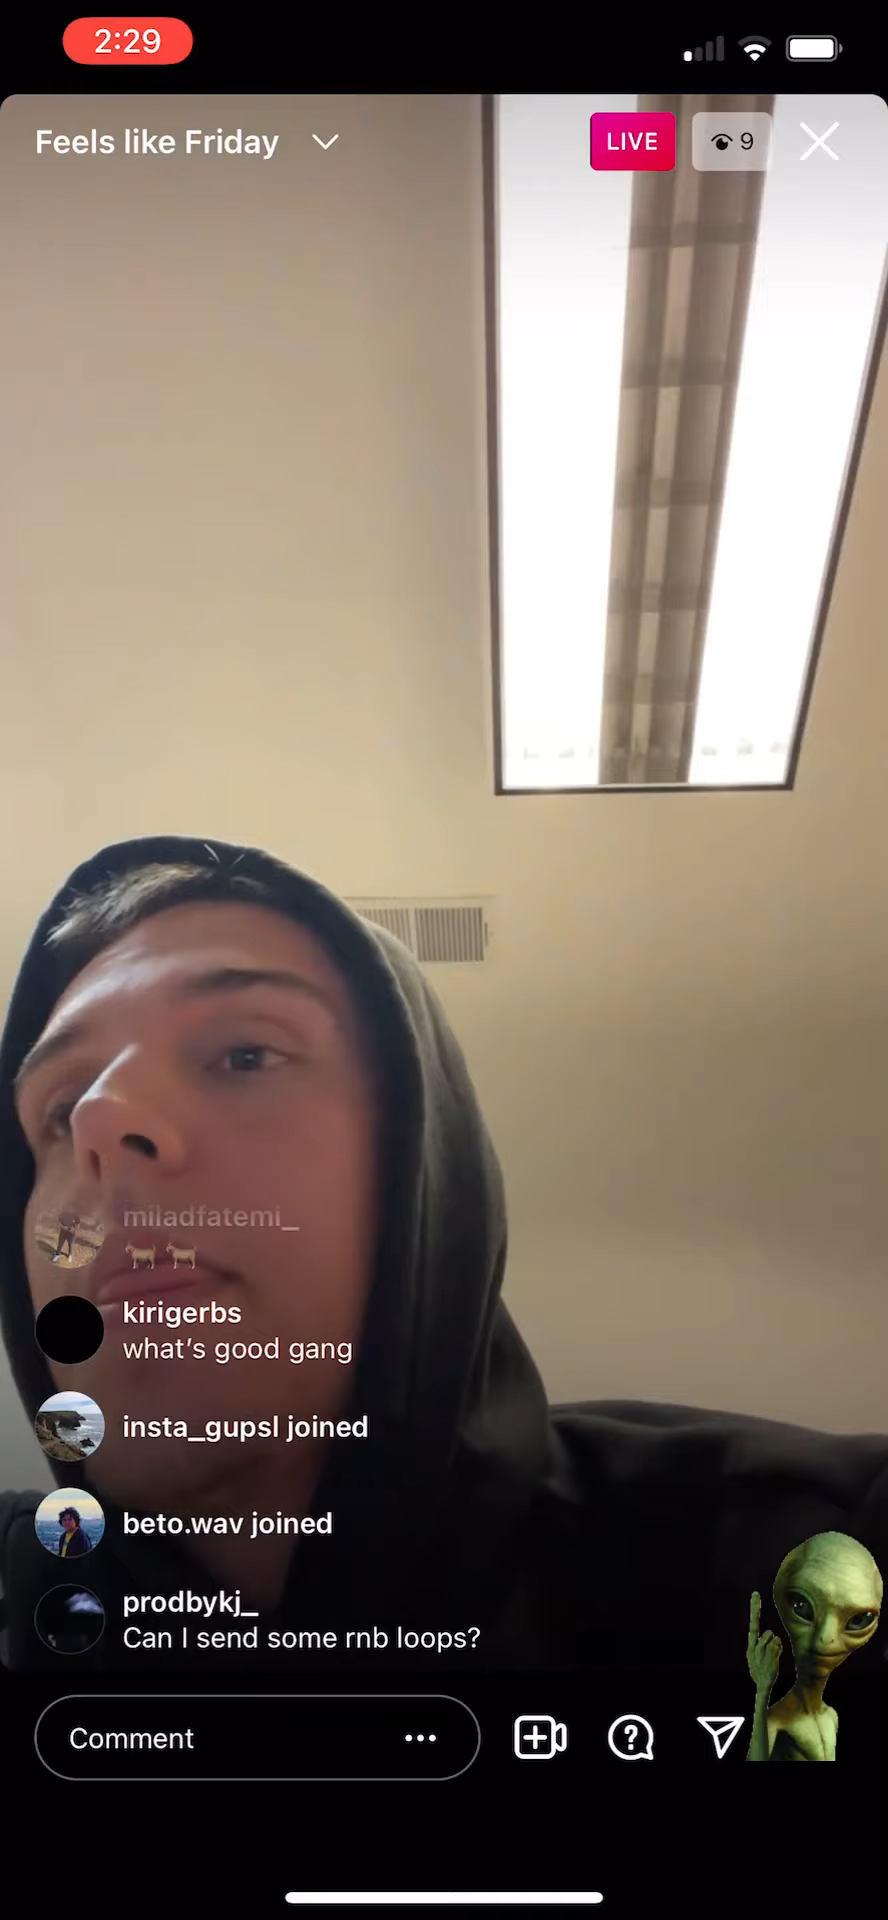 2:29
Feels like Friday
LIVE
9
miladfatemi_
🐐🐐
kirigerbs
what's good gang
insta_gupsl joined
beto.wav joined
prodbykj_
Can I send some rnb loops?
Comment